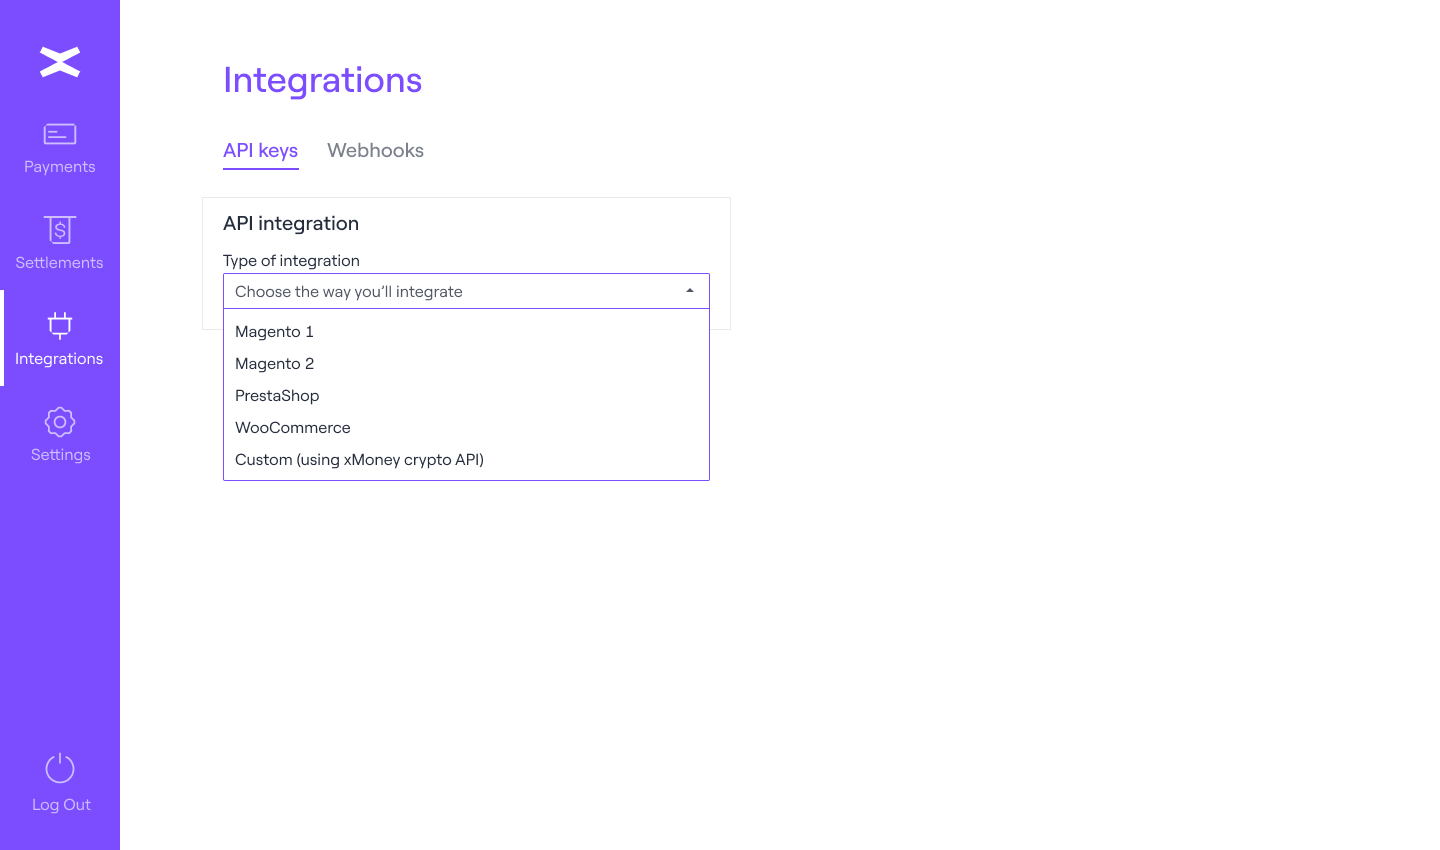 Integrations
API keys
Webhooks
API integration
Type of integration
Choose the way you’ll integrate
Magento 1
Magento 2
PrestaShop
WooCommerce
Custom (using xMoney crypto API)
Payments
Settlements
Integrations
Settings
Log Out